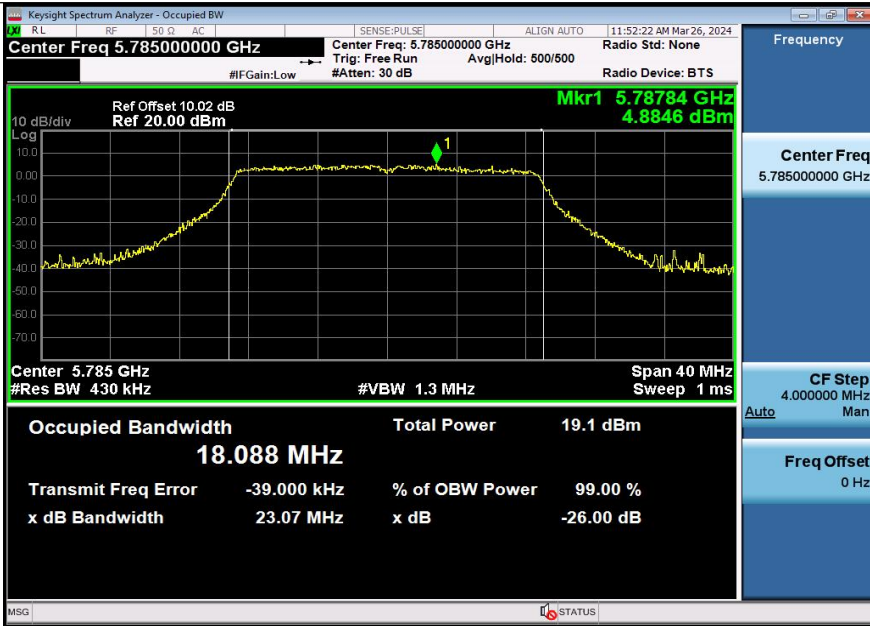 Keysight Spectrum Analyzer - Occupied BW
LXI RL RF 50 Ω AC SENSE:PULSE ALIGN AUTO 11:52:22 AM Mar 26, 2024
Center Freq 5.785000000 GHz
Center Freq: 5.785000000 GHz
Radio Std: None
Trig: Free Run Avg|Hold: 500/500
#IFGain:Low #Atten: 30 dB Radio Device: BTS
Ref Offset 10.02 dB
Mkr1 5.78784 GHz
10 dB/div Ref 20.00 dBm 4.8846 dBm
Log
10.0
0.00
-10.0
-20.0
-30.0
-40.0
-50.0
-60.0
-70.0
1
Center 5.785 GHz Span 40 MHz
#Res BW 430 kHz #VBW 1.3 MHz Sweep 1 ms
Occupied Bandwidth Total Power 19.1 dBm
18.088 MHz
Transmit Freq Error -39.000 kHz % of OBW Power 99.00 %
x dB Bandwidth 23.07 MHz x dB -26.00 dB
Frequency
Center Freq
5.785000000 GHz
CF Step
4.000000 MHz
Auto Man
Freq Offset
0 Hz
MSG STATUS